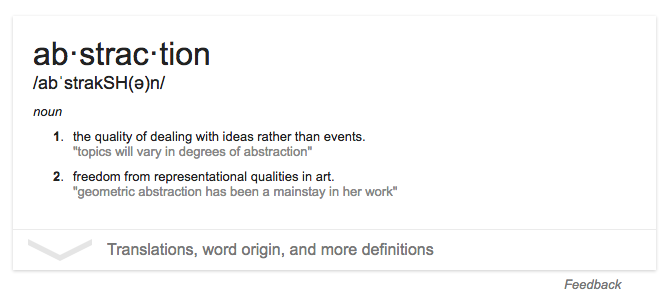 ab·strac·tion
/abˈstrakSH(ə)n/
noun
1. the quality of dealing with ideas rather than events.
"topics will vary in degrees of abstraction"
2. freedom from representational qualities in art.
"geometric abstraction has been a mainstay in her work"
Translations, word origin, and more definitions
Feedback